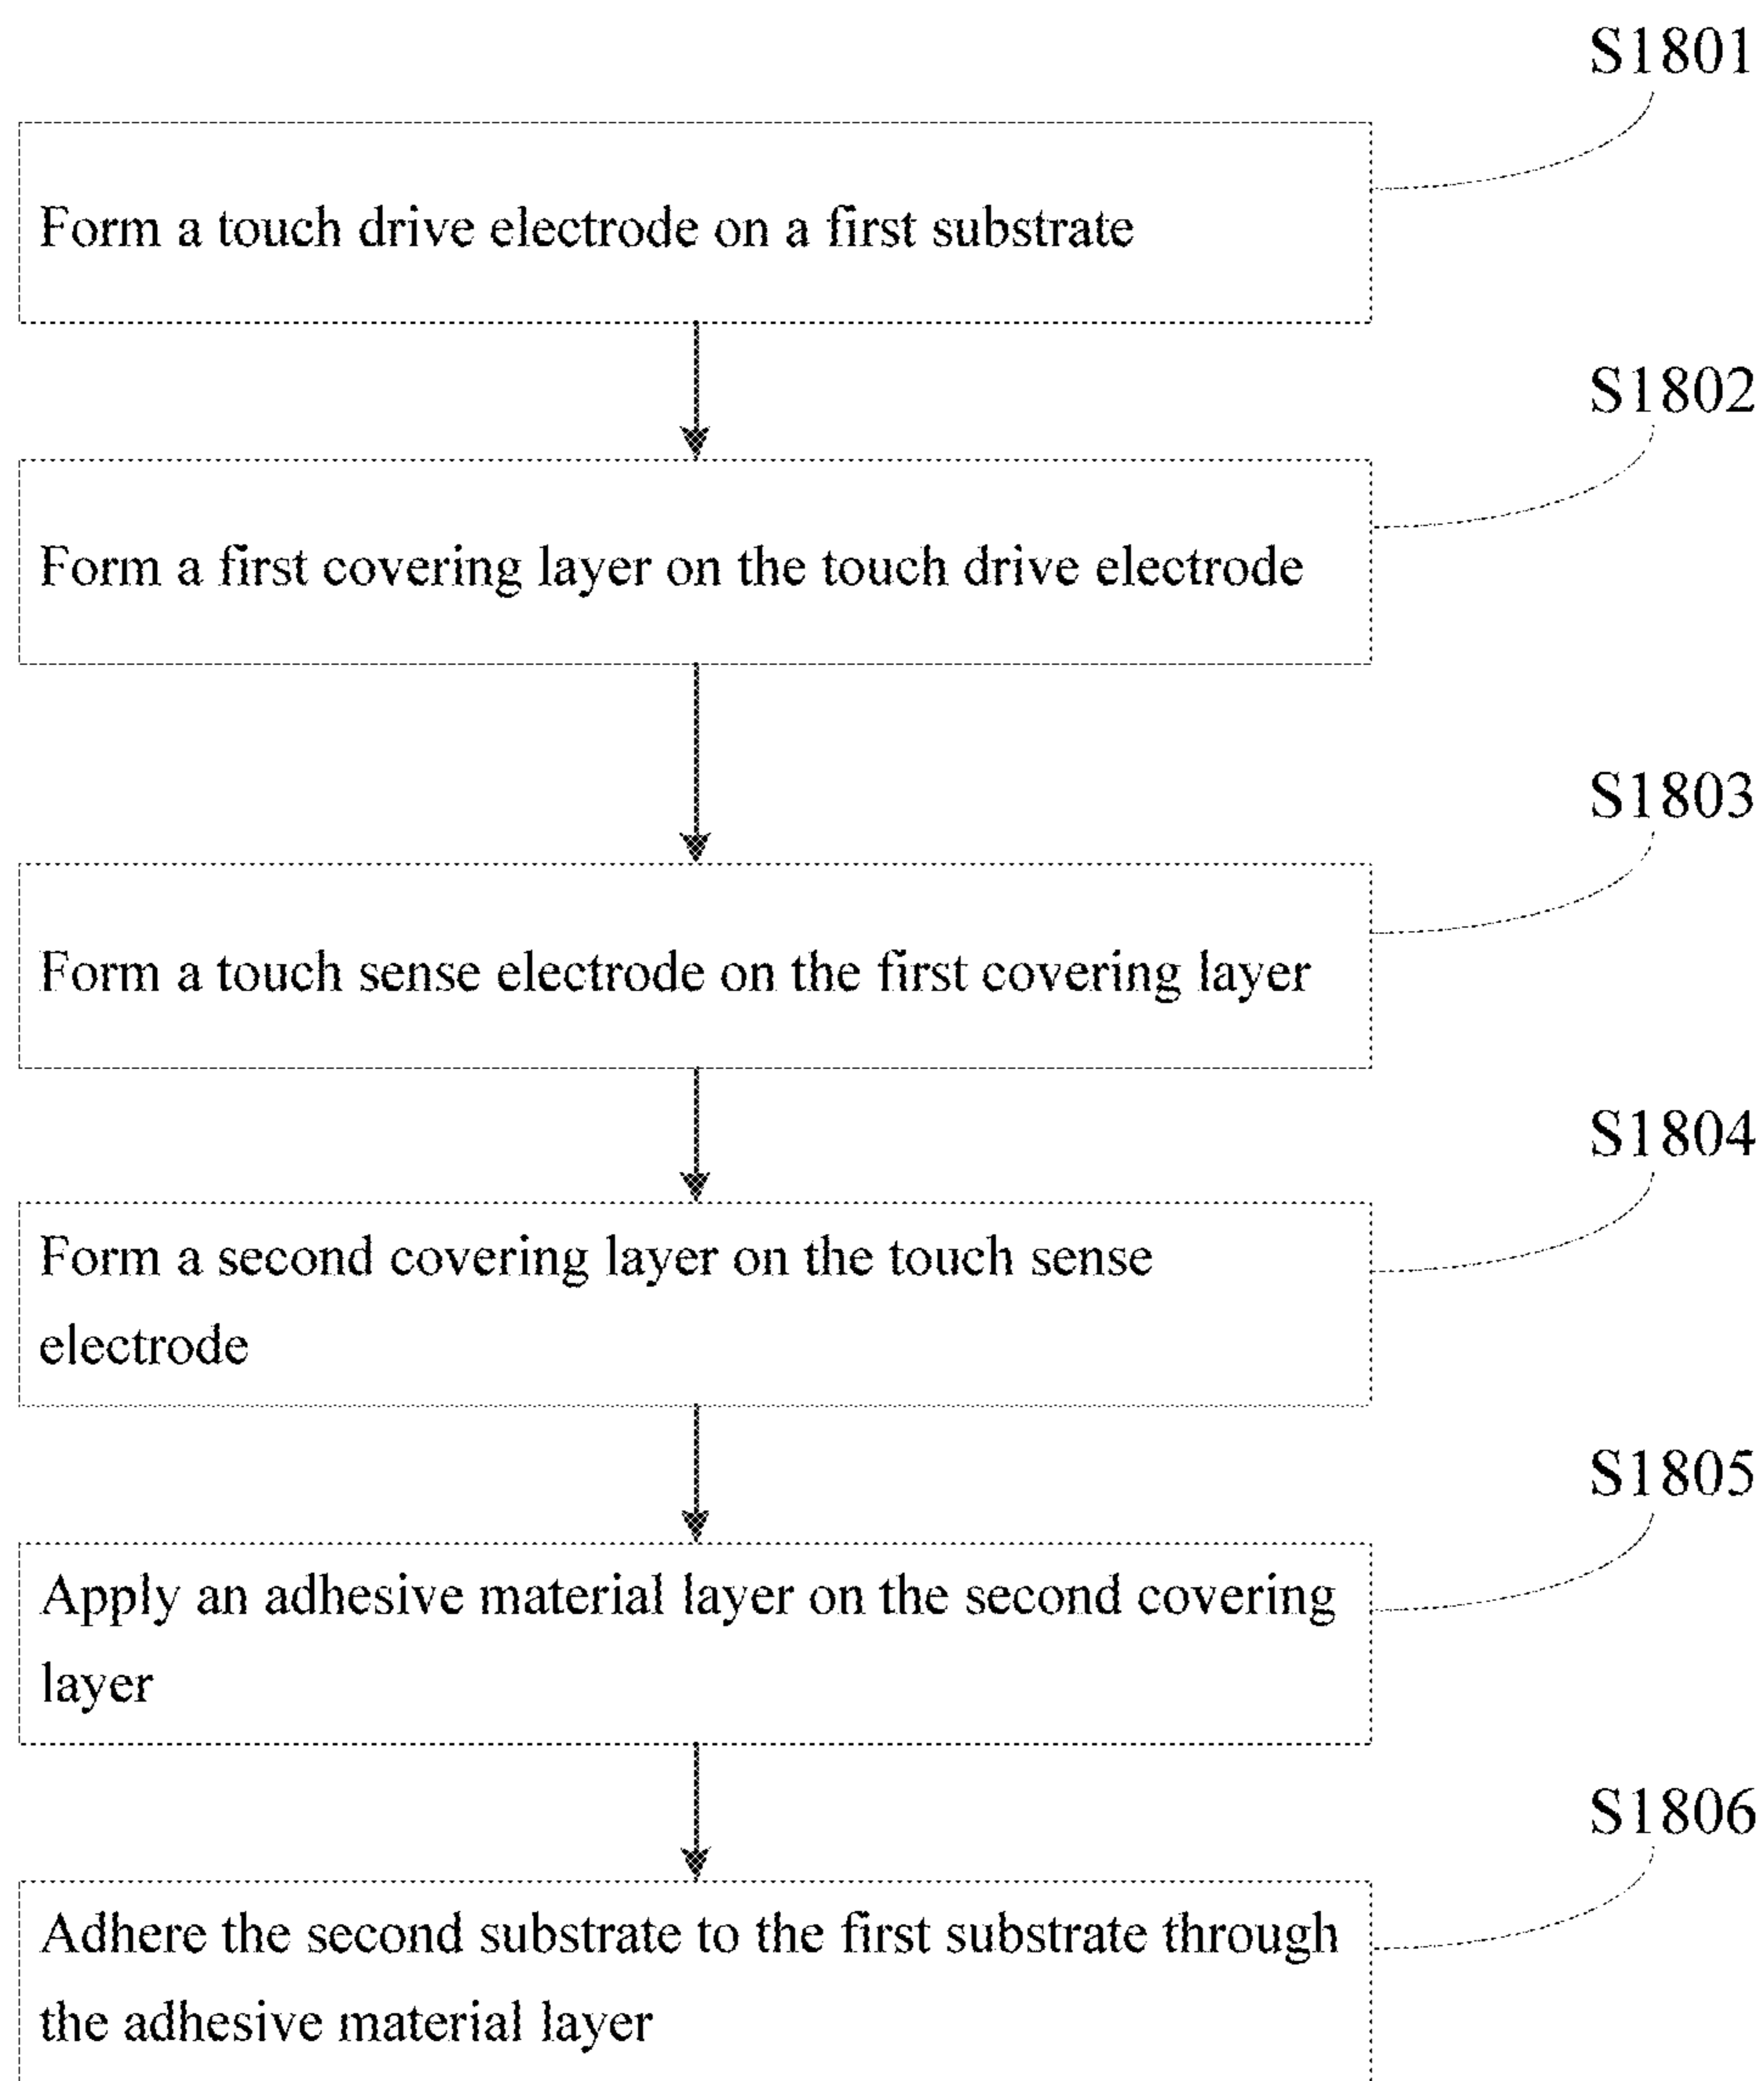 S1801
Form a touch drive electrode on a first substrate
S1802
Form a first covering layer on the touch drive electrode
S1803
Form a touch sense electrode on the first covering layer
S1804
Form a second covering layer on the touch sense
electrode
S1805
Apply an adhesive material layer on the second covering
layer
S1806
Adhere the second substrate to the first substrate through
the adhesive material layer